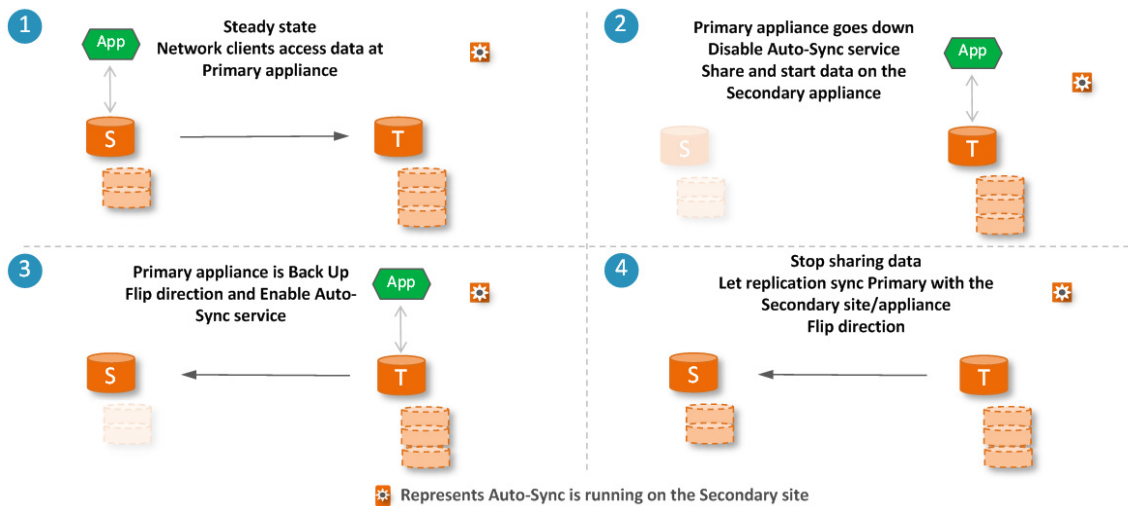 1
Steady state
Network clients access data at
Primary appliance
App
S
T
2
Primary appliance goes down
Disable Auto-Sync service
Share and start data on the
Secondary appliance
App
S
T
3
Primary appliance is Back Up
Flip direction and Enable Auto-
Sync service
App
S
T
4
Stop sharing data
Let replication sync Primary with the
Secondary site/appliance
Flip direction
S
T
Represents Auto-Sync is running on the Secondary site